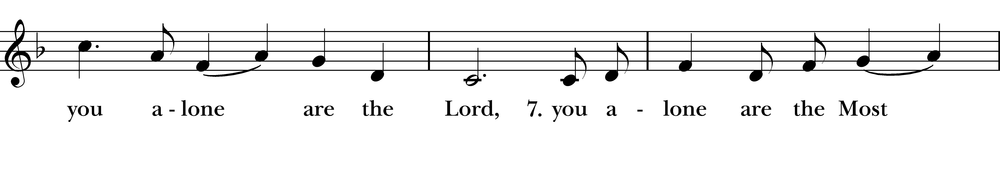 you a - lone are the Lord, 7. you a - lone are the Most